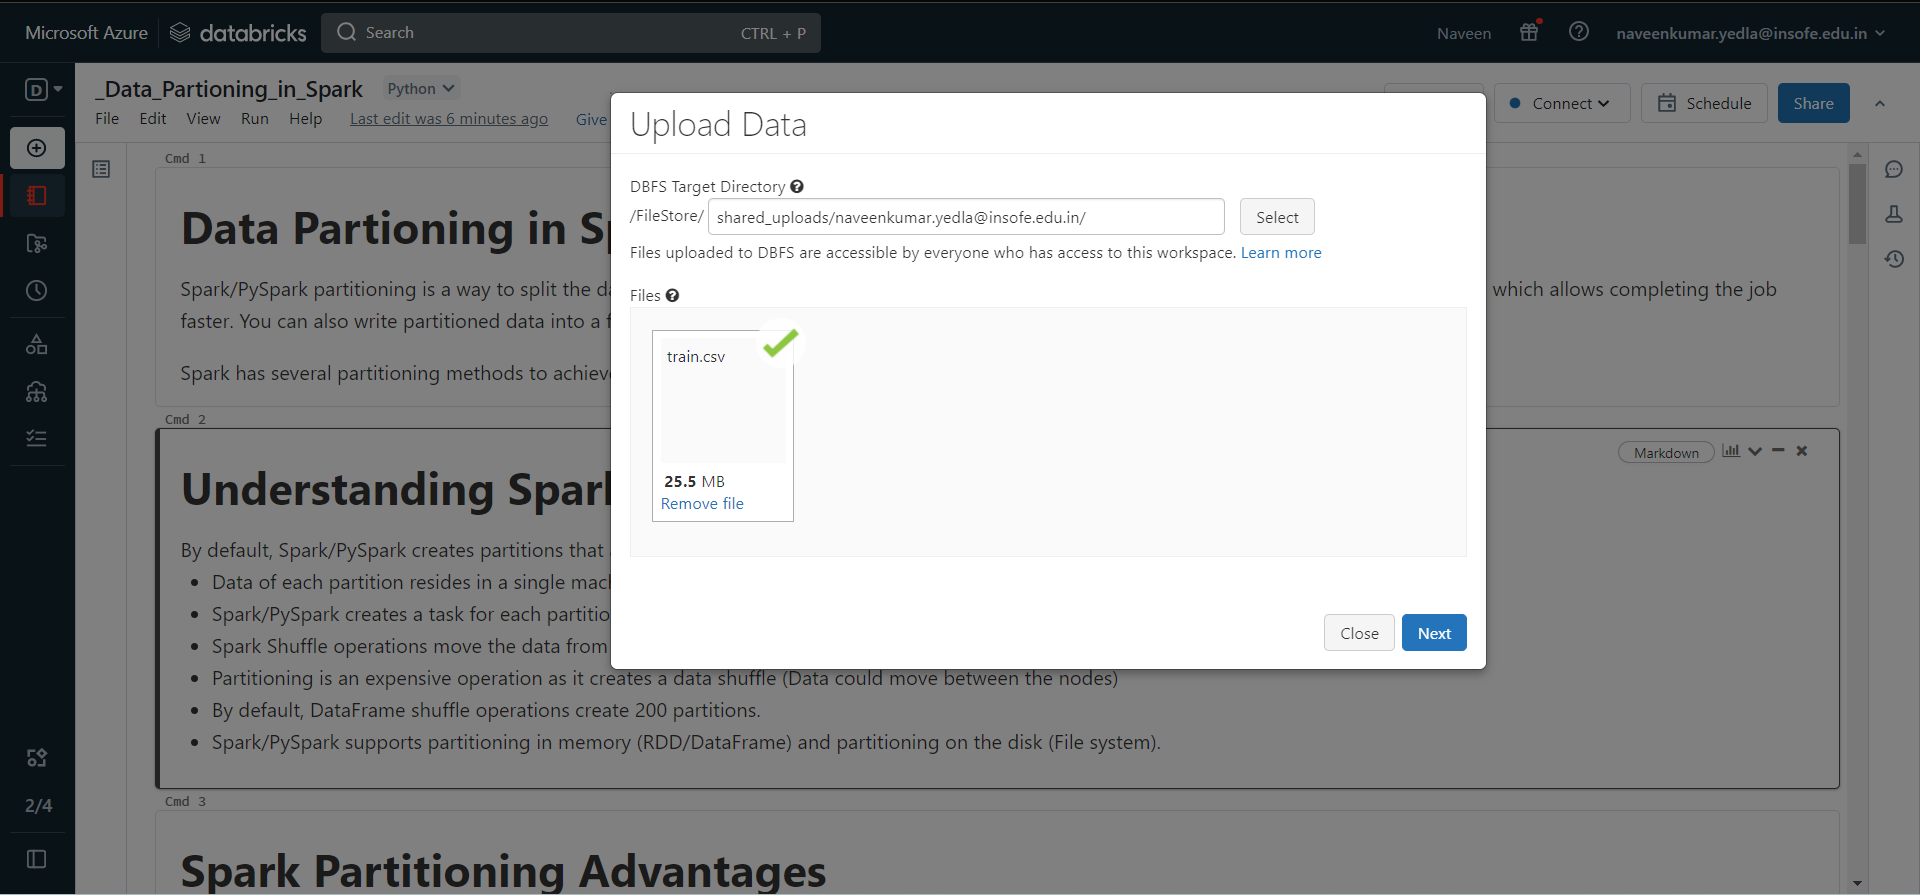 Microsoft Azure databricks Search CTRL + P Naveen naveenkumar.yedla@insofe.edu.in
D _Data_Partioning_in_Spark Python
File Edit View Run Help Last edit was 6 minutes ago Give
Connect Schedule Share
Cmd 1
Data Partioning in Sp
Spark/PySpark partitioning is a way to split the da
which allows completing the job
faster. You can also write partitioned data into a f
Spark has several partitioning methods to achieve
Cmd 2
Markdown
Understanding Spark
By default, Spark/PySpark creates partitions that
Data of each partition resides in a single mach
Spark/PySpark creates a task for each partitio
Spark Shuffle operations move the data from
Partitioning is an expensive operation as it creates a data shuffle (Data could move between the nodes)
By default, DataFrame shuffle operations create 200 partitions.
Spark/PySpark supports partitioning in memory (RDD/DataFrame) and partitioning on the disk (File system).
Cmd 3
Spark Partitioning Advantages
2/4
Upload Data
DBFS Target Directory
/FileStore/ shared_uploads/naveenkumar.yedla@insofe.edu.in/ Select
Files uploaded to DBFS are accessible by everyone who has access to this workspace. Learn more
Files
train.csv
25.5 MB
Remove file
Close Next